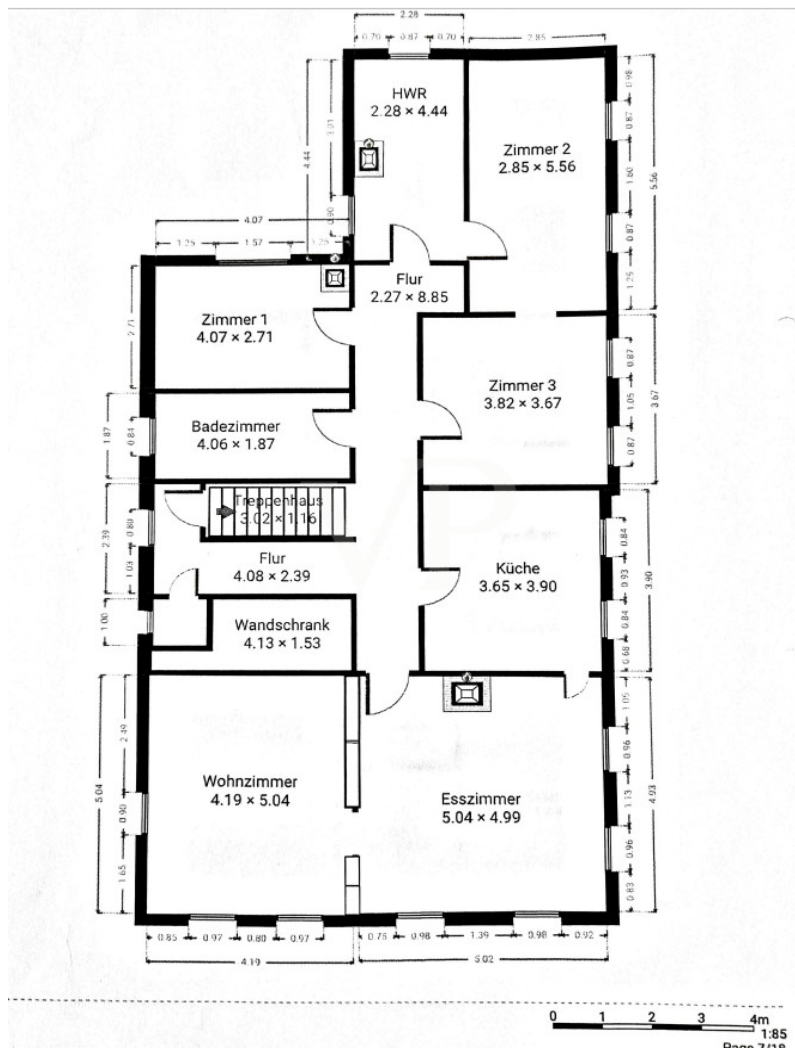 2.28
0.70
0.87
0.70
2.85
HWR
2.28 × 4.44
Zimmer 2
2.85 × 5.56
0.98
0.87
1.60
0.87
1.25
5.56
4.44
3.01
0.90
4.07
1.25
1.57
1.25
Flur
2.27 × 8.85
Zimmer 1
4.07 × 2.71
2.71
Zimmer 3
3.82 × 3.67
0.87
1.05
0.87
3.67
Badezimmer
4.06 × 1.87
1.87
0.84
Treppenhaus
3.02 × 1.16
2.39
0.80
1.03
Flur
4.08 × 2.39
Küche
3.65 × 3.90
0.84
0.93
0.84
0.68
3.90
1.00
Wandschrank
4.13 × 1.53
VP
Wohnzimmer
4.19 × 5.04
Esszimmer
5.04 × 4.99
5.04
2.49
0.90
1.65
1.05
0.96
1.13
0.96
0.83
4.93
0.85
0.97
0.80
0.97
0.75
0.98
1.39
0.98
0.92
4.19
5.02
0 1 2 3 4m
1:85
Page 7/18